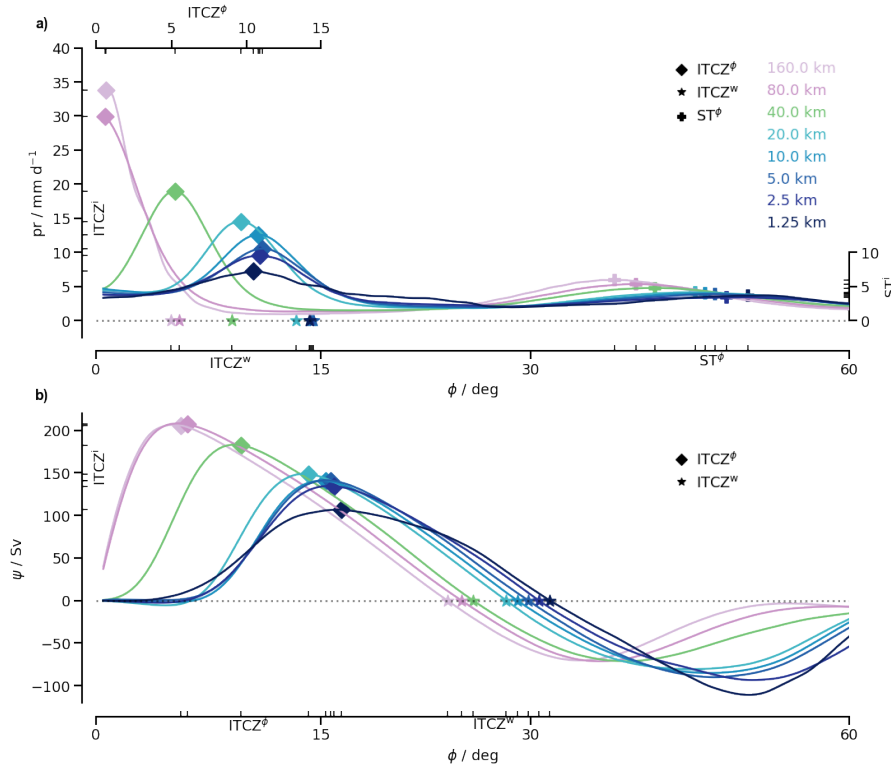 a)
ITCZ^ϕ
0 5 10 15
40
35
30
25
20
15
10
5
0
pr / mm d⁻¹
ITCZ^i
ITCZ^ϕ
ITCZ^w
ST^ϕ
160.0 km
80.0 km
40.0 km
20.0 km
10.0 km
5.0 km
2.5 km
1.25 km
10
5
0
ST^i
0 15 30 60
ITCZ^w ST^ϕ
ϕ / deg
b)
200
150
100
50
0
−50
−100
ψ / Sv
ITCZ^i
ITCZ^ϕ
ITCZ^w
0 15 30 60
ITCZ^ϕ ITCZ^w
ϕ / deg